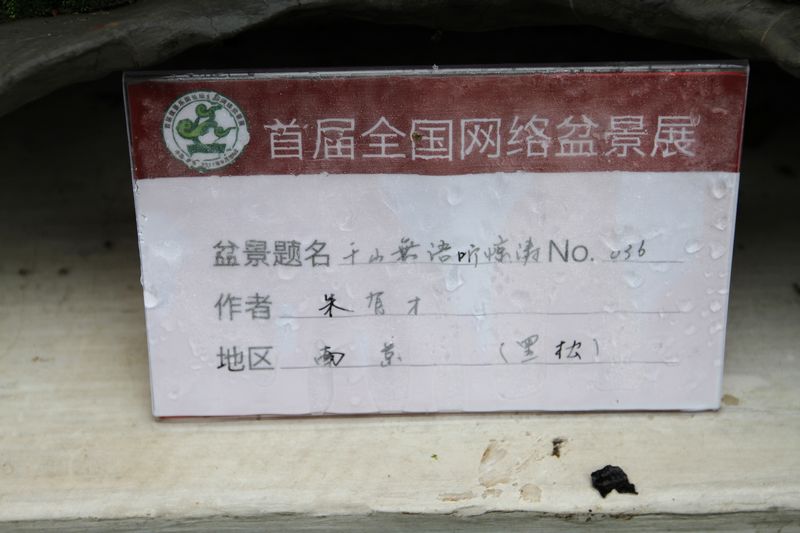 首届全国网络盆景展
盆景题名 千山無语听惊涛 No. 036
作者 朱有才
地区 南京 (黑松)